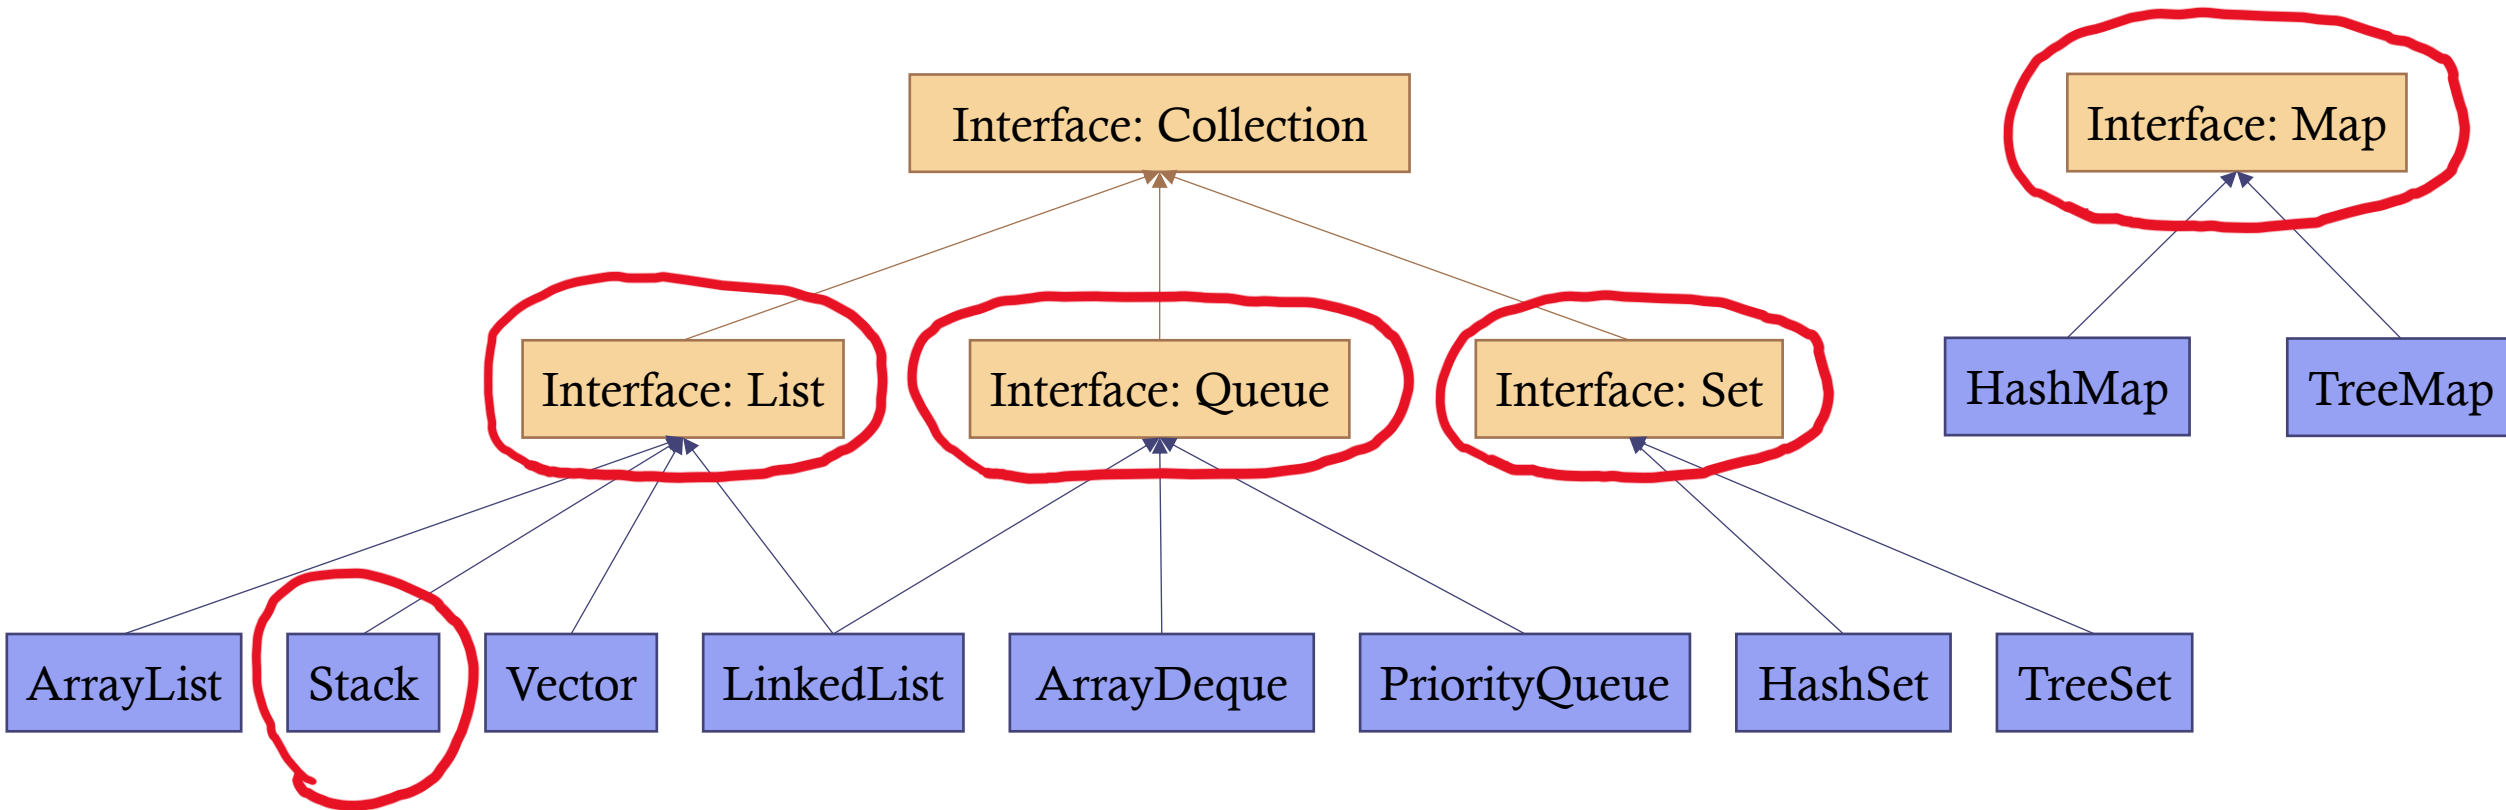 Interface: Collection
Interface: Map
Interface: List
Interface: Queue
Interface: Set
HashMap
TreeMap
ArrayList
Stack
Vector
LinkedList
ArrayDeque
PriorityQueue
HashSet
TreeSet